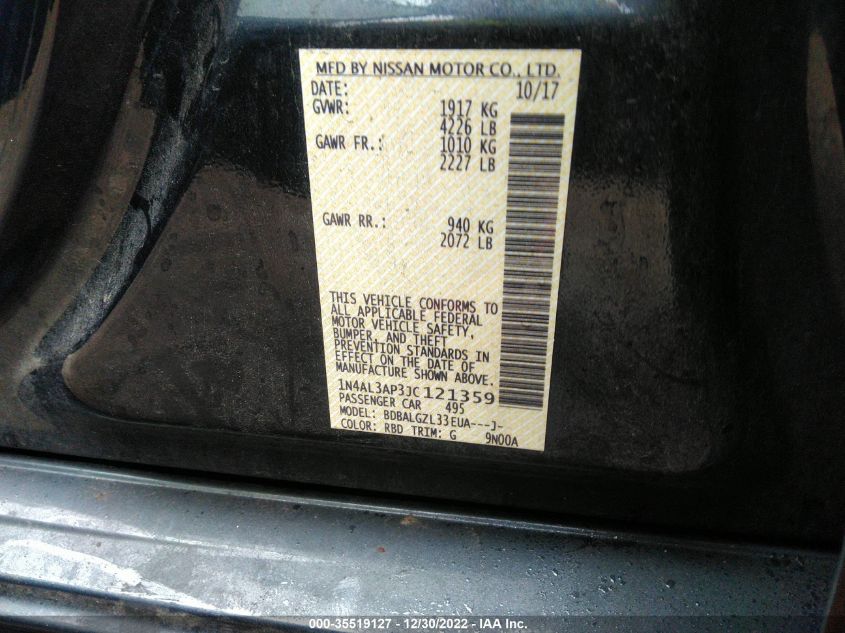 MFD BY NISSAN MOTOR CO., LTD.
DATE: 10/17
GVWR: 1917 KG
4226 LB
GAWR FR.: 1010 KG
2227 LB
GAWR RR.: 940 KG
2072 LB
THIS VEHICLE CONFORMS TO
ALL APPLICABLE FEDERAL
MOTOR VEHICLE SAFETY,
BUMPER, AND THEFT
PREVENTION STANDARDS IN
EFFECT ON THE DATE OF
MANUFACTURE SHOWN ABOVE.
1N4AL3AP3JC121359
PASSENGER CAR 495
MODEL: BDBALGZL33EUA---J-
COLOR: RBD TRIM: G 9N00A
000-35519127 - 12/30/2022 - IAA Inc.